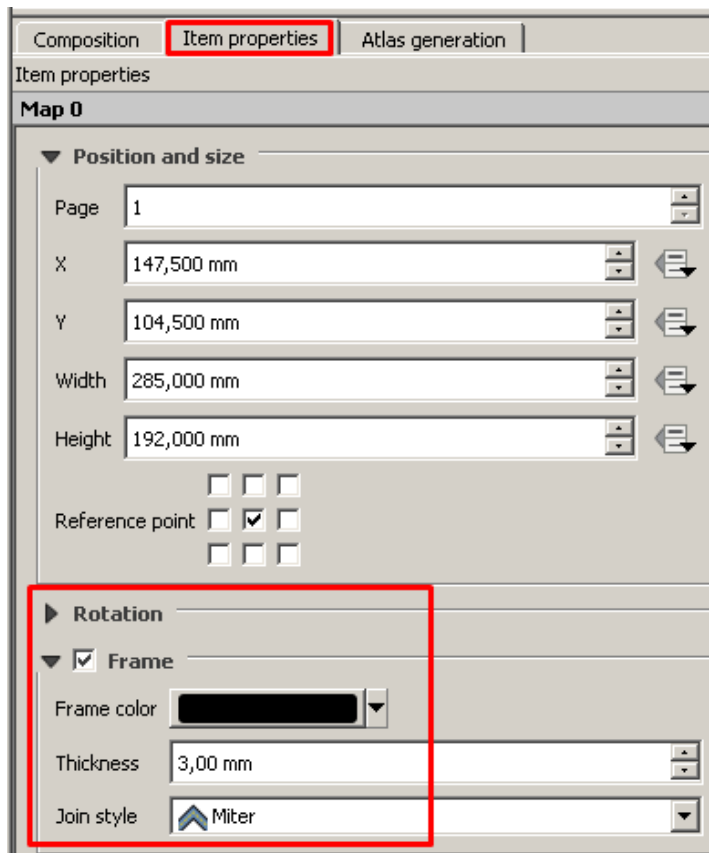 Composition Item properties Atlas generation
Item properties
Map 0
Position and size
Page 1
X 147,500 mm
Y 104,500 mm
Width 285,000 mm
Height 192,000 mm
Reference point
Rotation
Frame
Frame color
Thickness 3,00 mm
Join style Miter